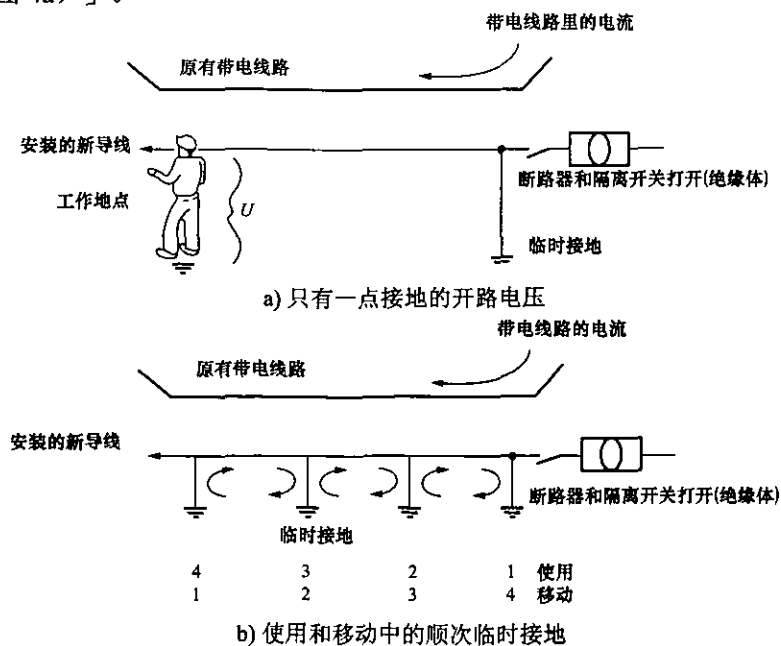 带电线路里的电流
原有带电线路
安装的新导线
断路器和隔离开关打开(绝缘体)
工作地点
U
临时接地
a) 只有一点接地的开路电压
带电线路的电流
原有带电线路
安装的新导线
断路器和隔离开关打开(绝缘体)
临时接地
4 3 2 1 使用
1 2 3 4 移动
b) 使用和移动中的顺次临时接地